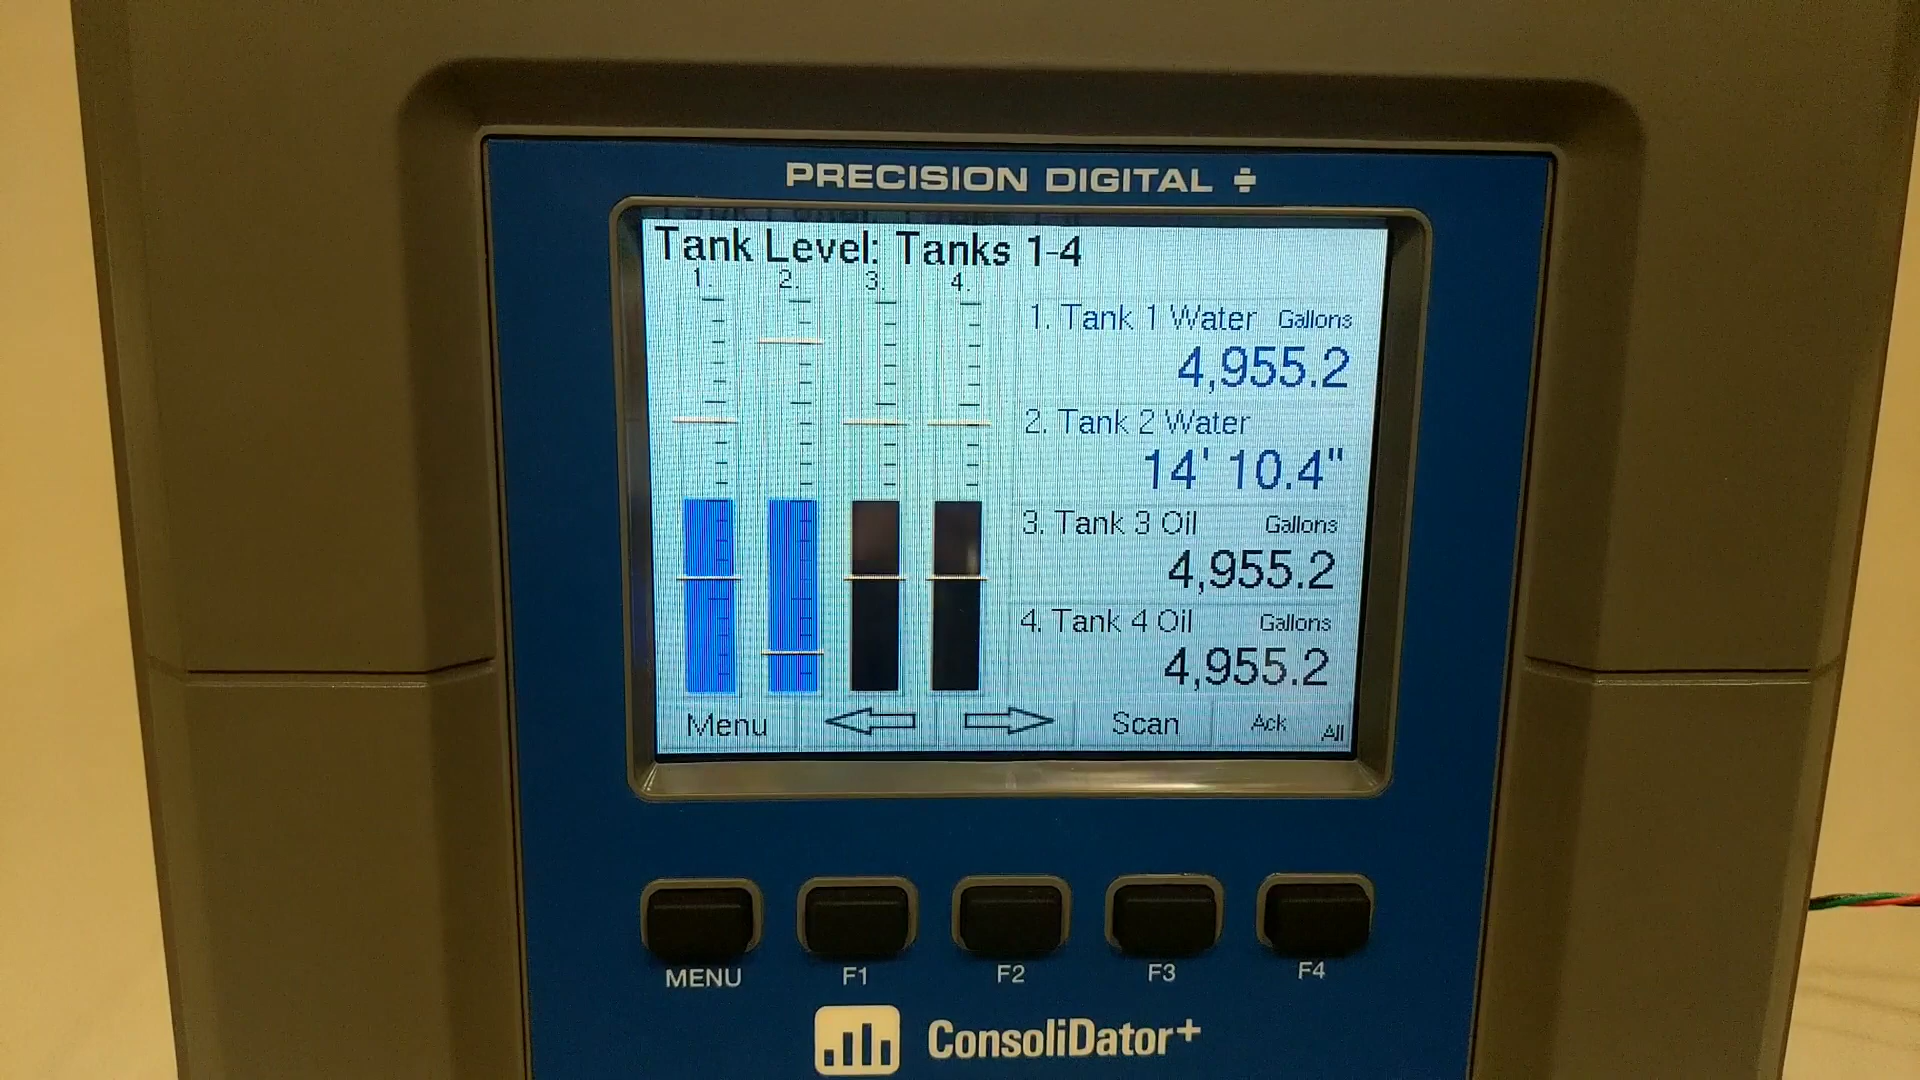 PRECISION DIGITAL
Tank Level: Tanks 1-4
1. 2. 3. 4.
1. Tank 1 Water Gallons
4,955.2
2. Tank 2 Water
14' 10.4"
3. Tank 3 Oil Gallons
4,955.2
4. Tank 4 Oil Gallons
4,955.2
Menu Scan Ack All
MENU F1 F2 F3 F4
ConsoliDator+